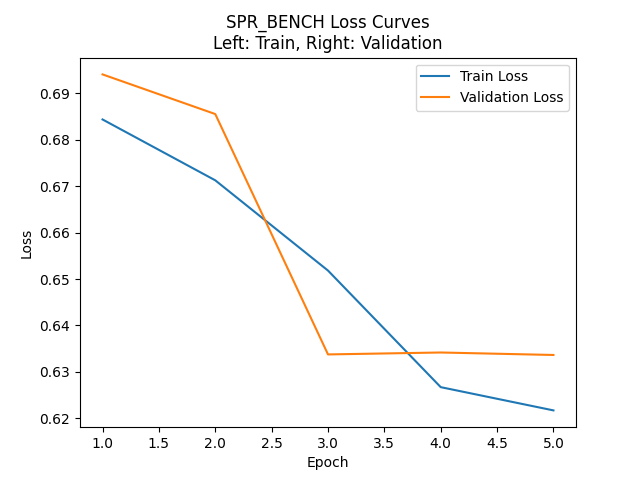 SPR_BENCH Loss Curves
Left: Train, Right: Validation
Train Loss
Validation Loss
0.69
0.68
0.67
0.66
0.65
0.64
0.63
0.62
Loss
1.0 1.5 2.0 2.5 3.0 3.5 4.0 4.5 5.0
Epoch